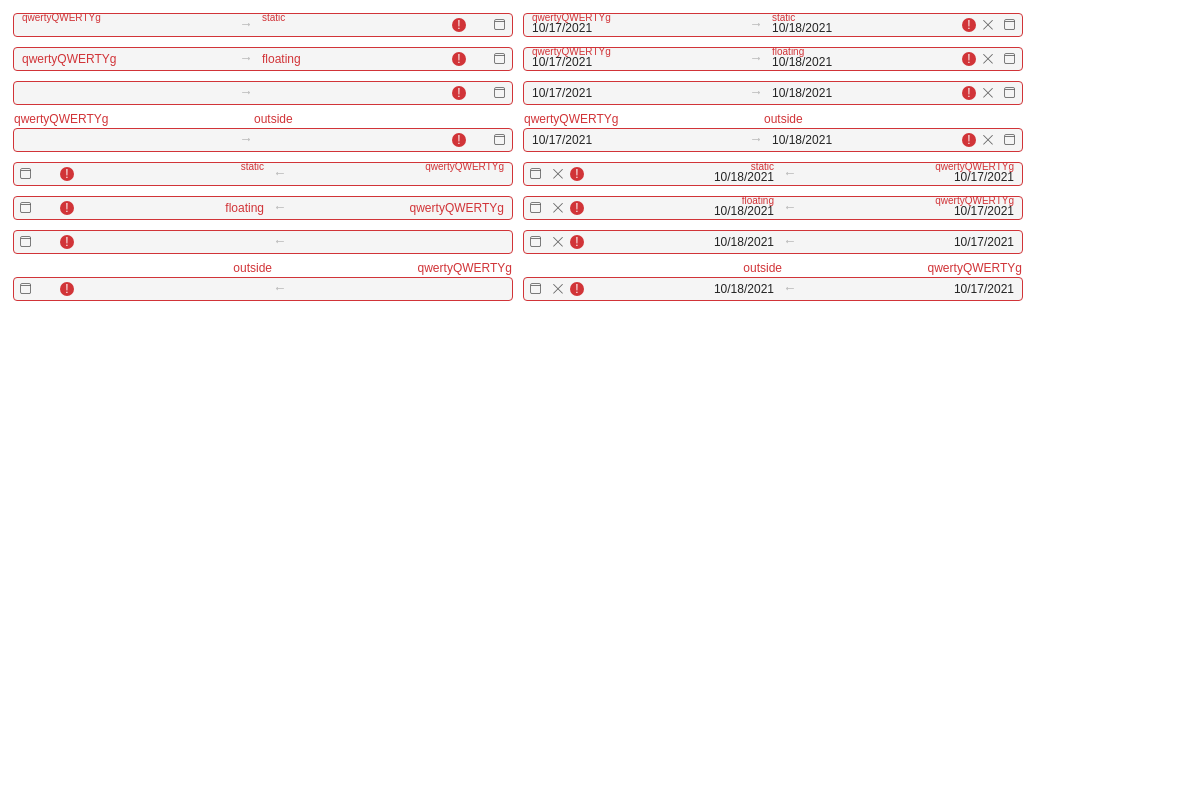 qwertyQWERTYg → static ! qwertyQWERTYg static
10/17/2021 → 10/18/2021 !
qwertyQWERTYg → floating ! qwertyQWERTYg floating
10/17/2021 → 10/18/2021 !
→ ! 10/17/2021 → 10/18/2021 !
qwertyQWERTYg outside qwertyQWERTYg outside
→ ! 10/17/2021 → 10/18/2021 !
! static ← qwertyQWERTYg static qwertyQWERTYg
! 10/18/2021 ← 10/17/2021
! floating ← qwertyQWERTYg floating qwertyQWERTYg
! 10/18/2021 ← 10/17/2021
! ← ! 10/18/2021 ← 10/17/2021
outside qwertyQWERTYg outside qwertyQWERTYg
! ← ! 10/18/2021 ← 10/17/2021